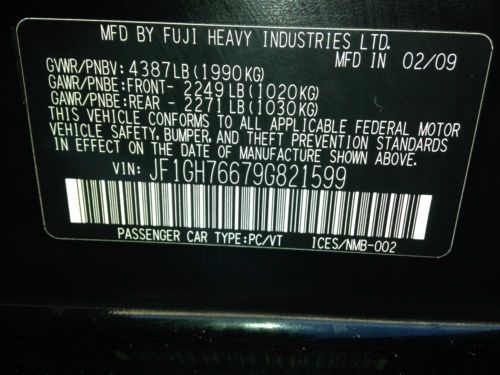 MFD BY FUJI HEAVY INDUSTRIES LTD.
MFD IN 02/09
GVWR/PNBV: 4387LB (1990KG)
GAWR/PNBE:FRONT- 2249LB (1020KG)
GAWR/PNBE:REAR - 2271LB (1030KG)
THIS VEHICLE CONFORMS TO ALL APPLICABLE FEDERAL MOTOR
VEHICLE SAFETY, BUMPER, AND THEFT PREVENTION STANDARDS
IN EFFECT ON THE DATE OF MANUFACTURE SHOWN ABOVE.
VIN: JF1GH76679G821599
PASSENGER CAR TYPE:PC/VT ICES/NMB-002